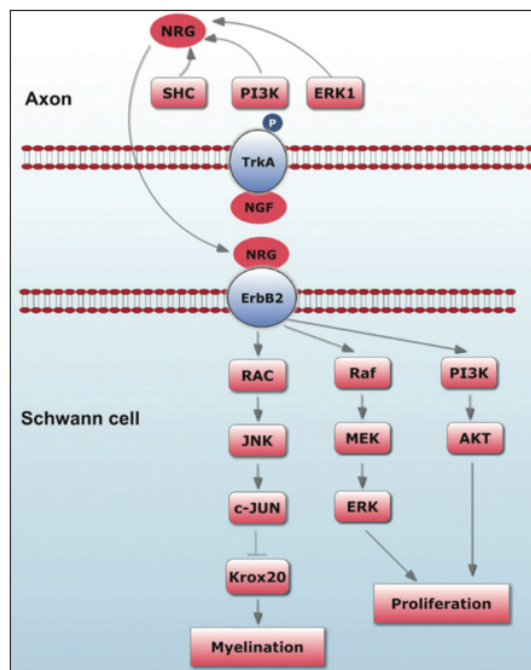 NRG
SHC
PI3K
ERK1
Axon
P
TrkA
NGF
NRG
ErbB2
RAC
Raf
PI3K
Schwann cell
JNK
MEK
AKT
c-JUN
ERK
Krox20
Proliferation
Myelination